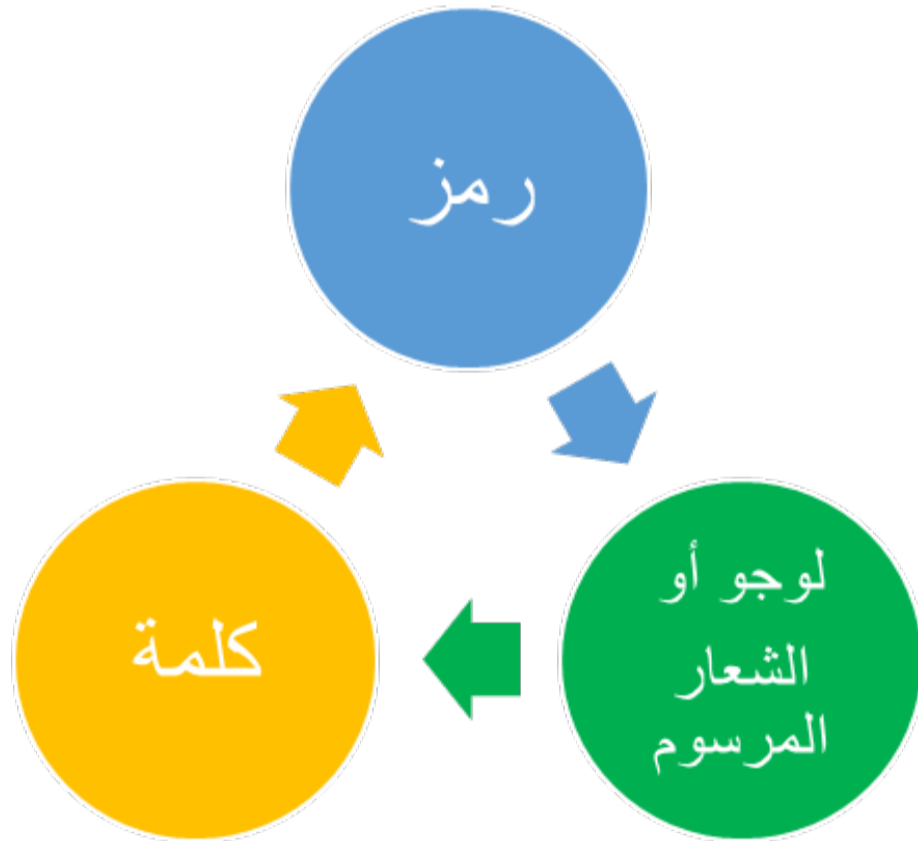 رمز
لوجو أو
الشعار
المرسوم
كلمة